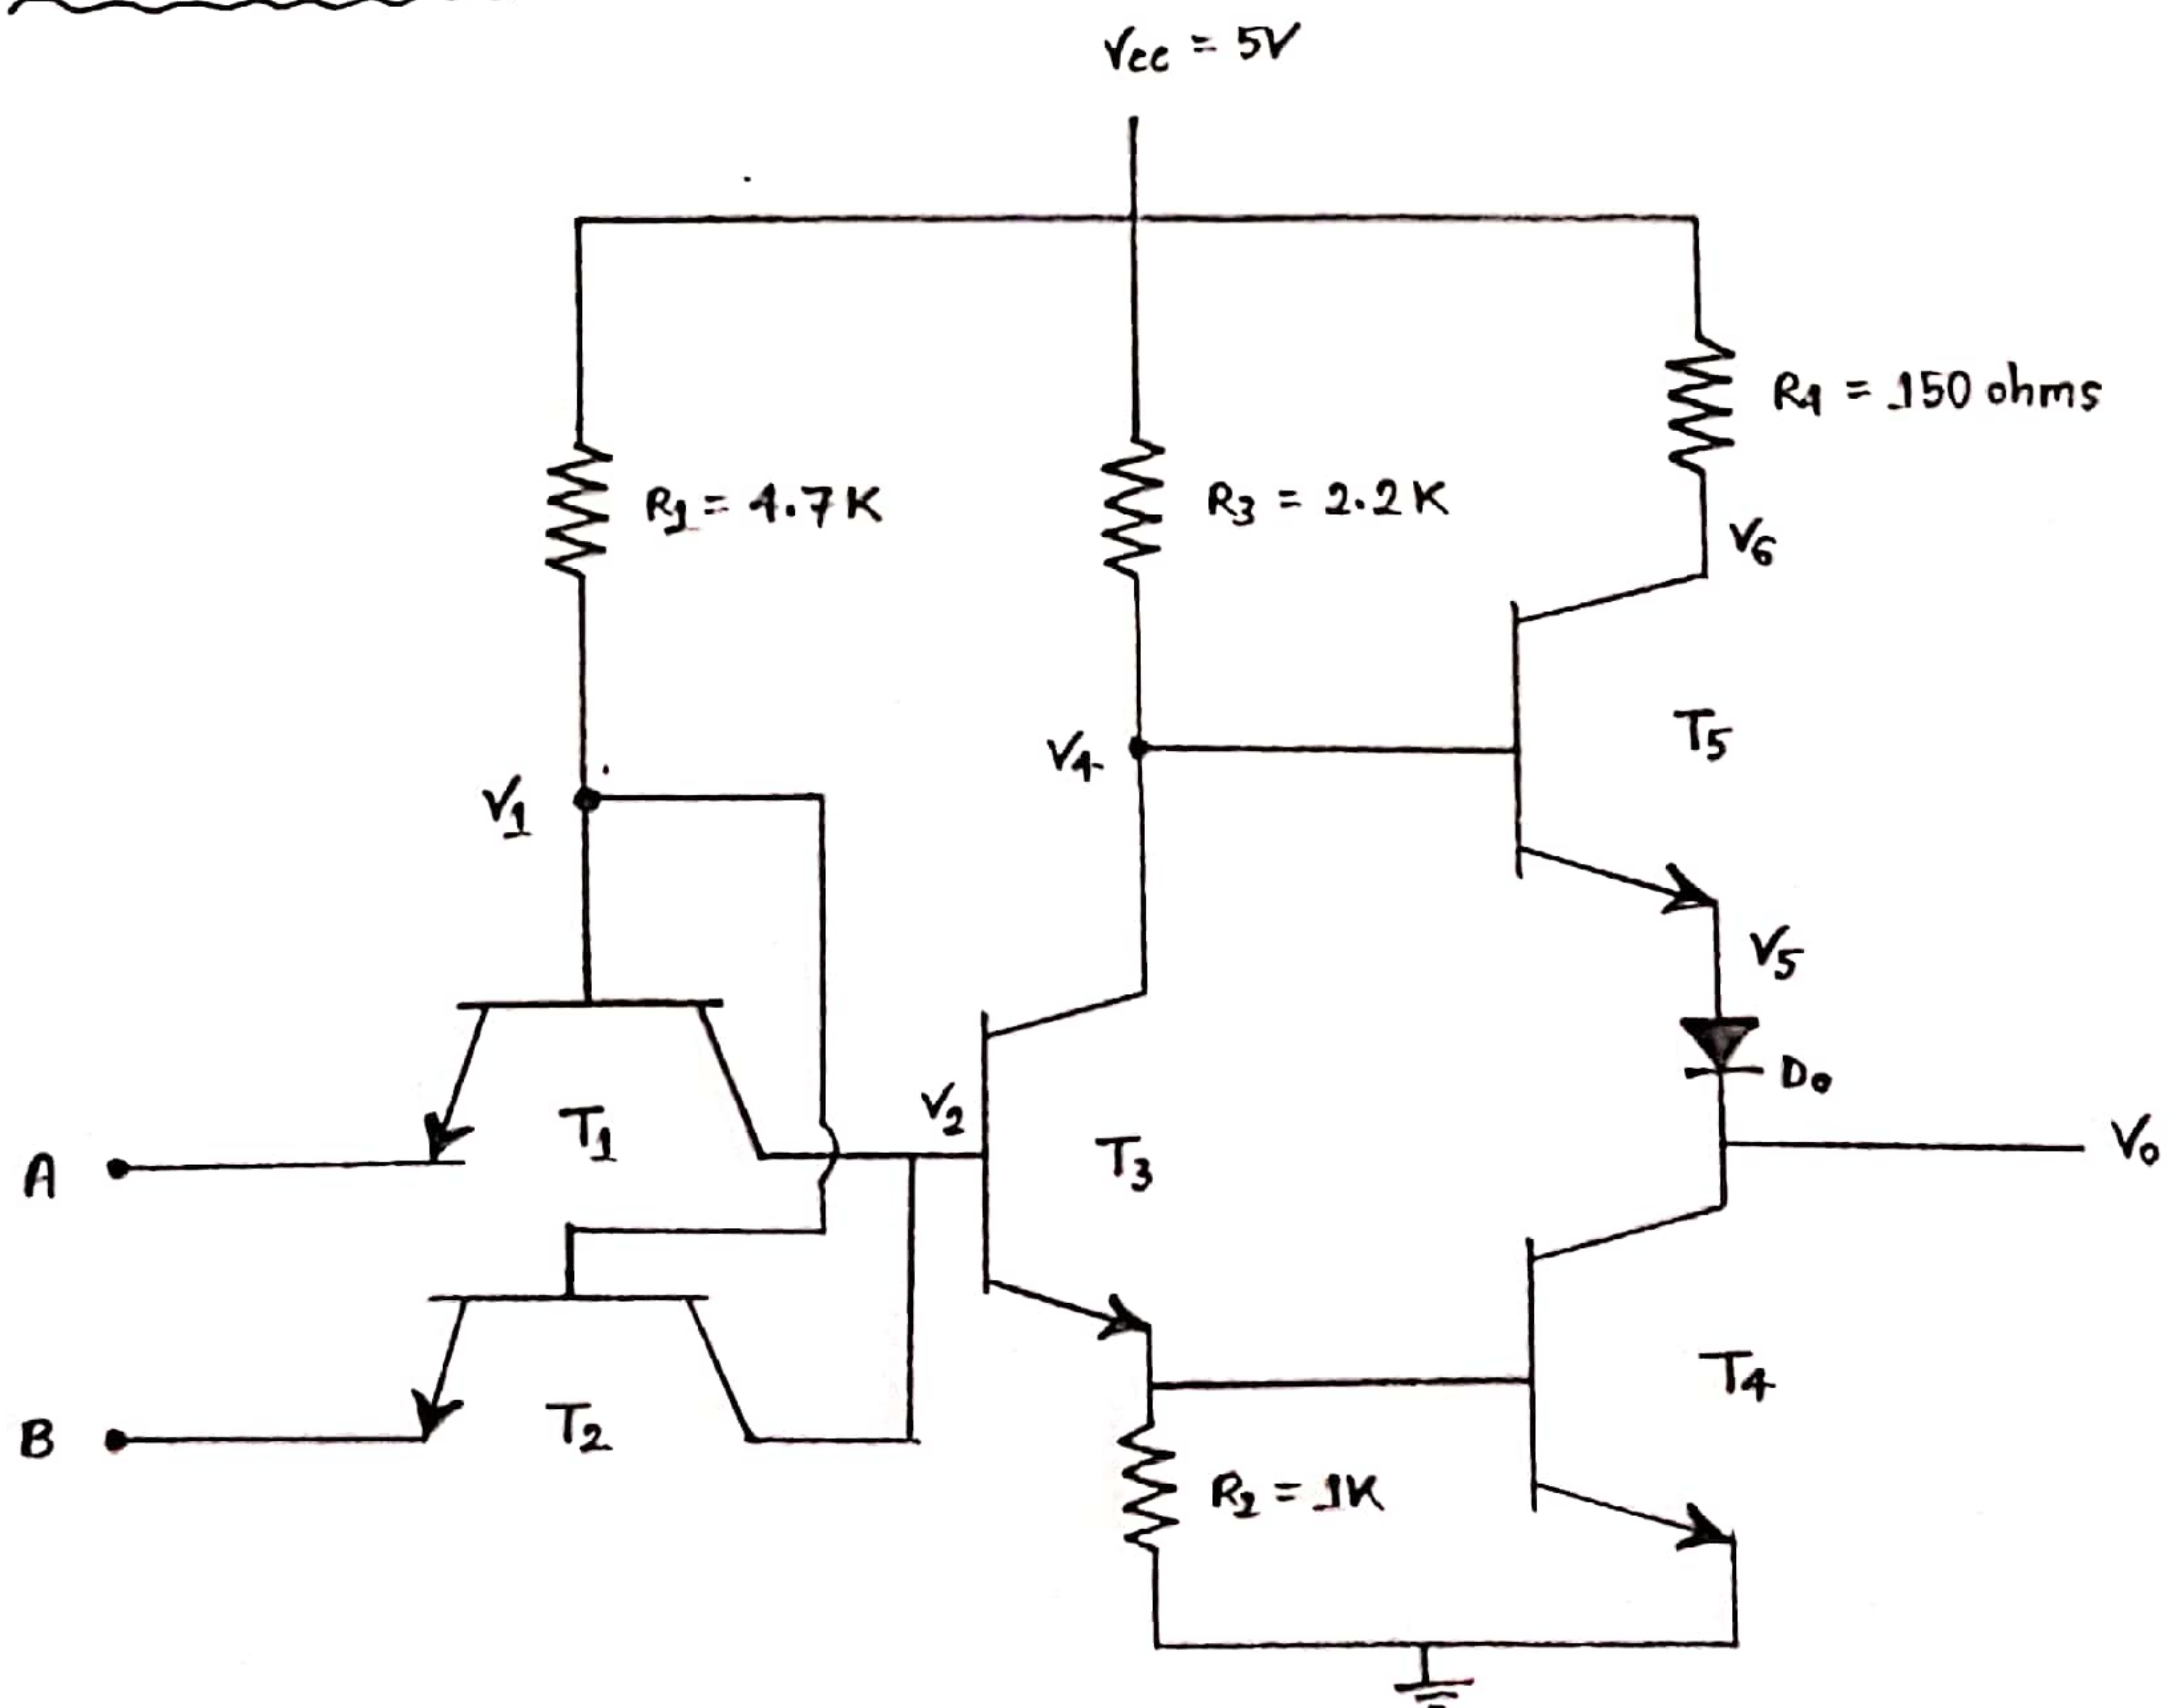 Vcc = 5V
R4 = 150 ohms
R1 = 4.7K
R3 = 2.2K
V6
V4
T5
V1
V5
D0
V2
T1
T3
V0
A
T4
T2
B
R2 = 1K